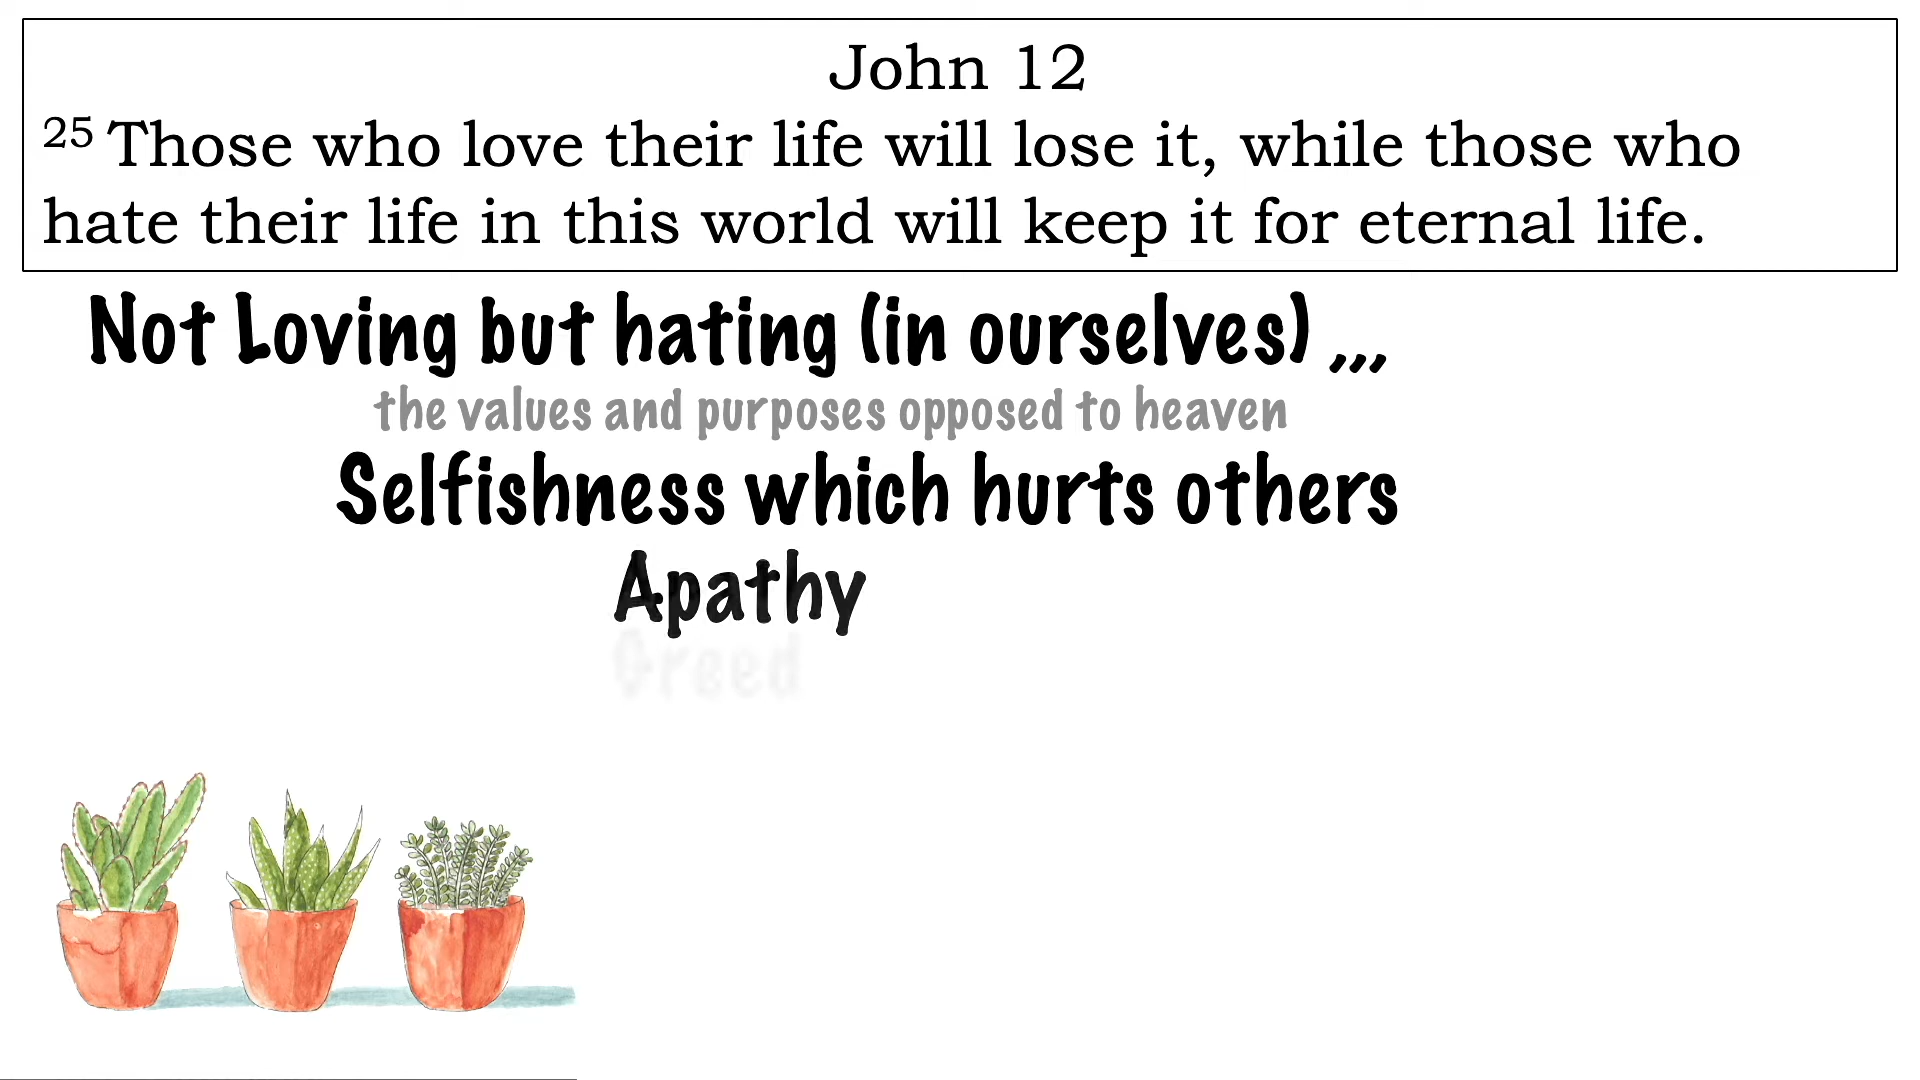 John 12
25 Those who love their life will lose it, while those who
hate their life in this world will keep it for eternal life.
Not Loving but hating (in ourselves) ,,,
the values and purposes opposed to heaven
Selfishness which hurts others
Apathy
Greed